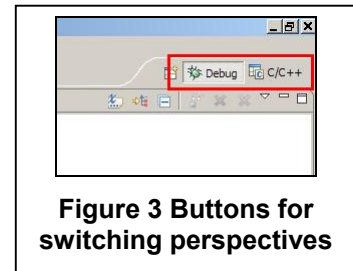 Debug C/C++
Figure 3 Buttons for
switching perspectives